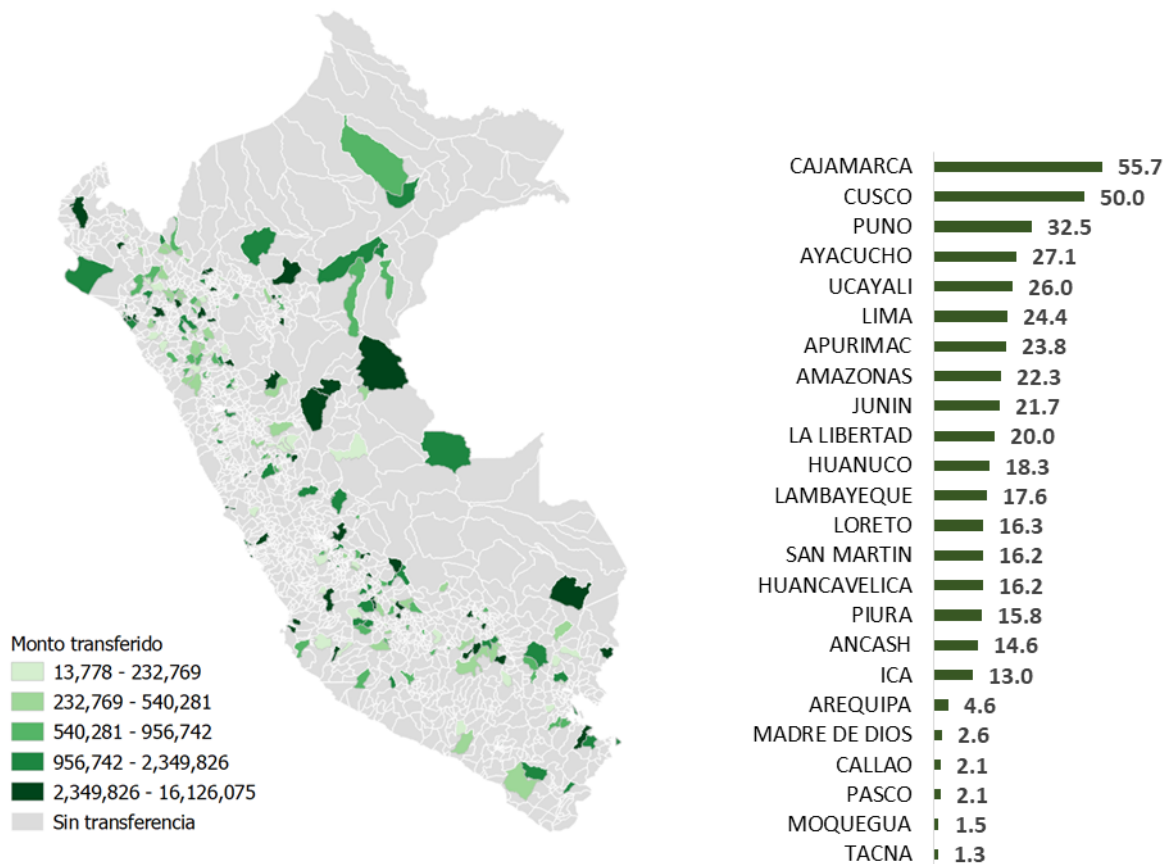 Monto transferido
13,778 - 232,769
232,769 - 540,281
540,281 - 956,742
956,742 - 2,349,826
2,349,826 - 16,126,075
Sin transferencia
CAJAMARCA 55.7
CUSCO 50.0
PUNO 32.5
AYACUCHO 27.1
UCAYALI 26.0
LIMA 24.4
APURIMAC 23.8
AMAZONAS 22.3
JUNIN 21.7
LA LIBERTAD 20.0
HUANUCO 18.3
LAMBAYEQUE 17.6
LORETO 16.3
SAN MARTIN 16.2
HUANCAVELICA 16.2
PIURA 15.8
ANCASH 14.6
ICA 13.0
AREQUIPA 4.6
MADRE DE DIOS 2.6
CALLAO 2.1
PASCO 2.1
MOQUEGUA 1.5
TACNA 1.3